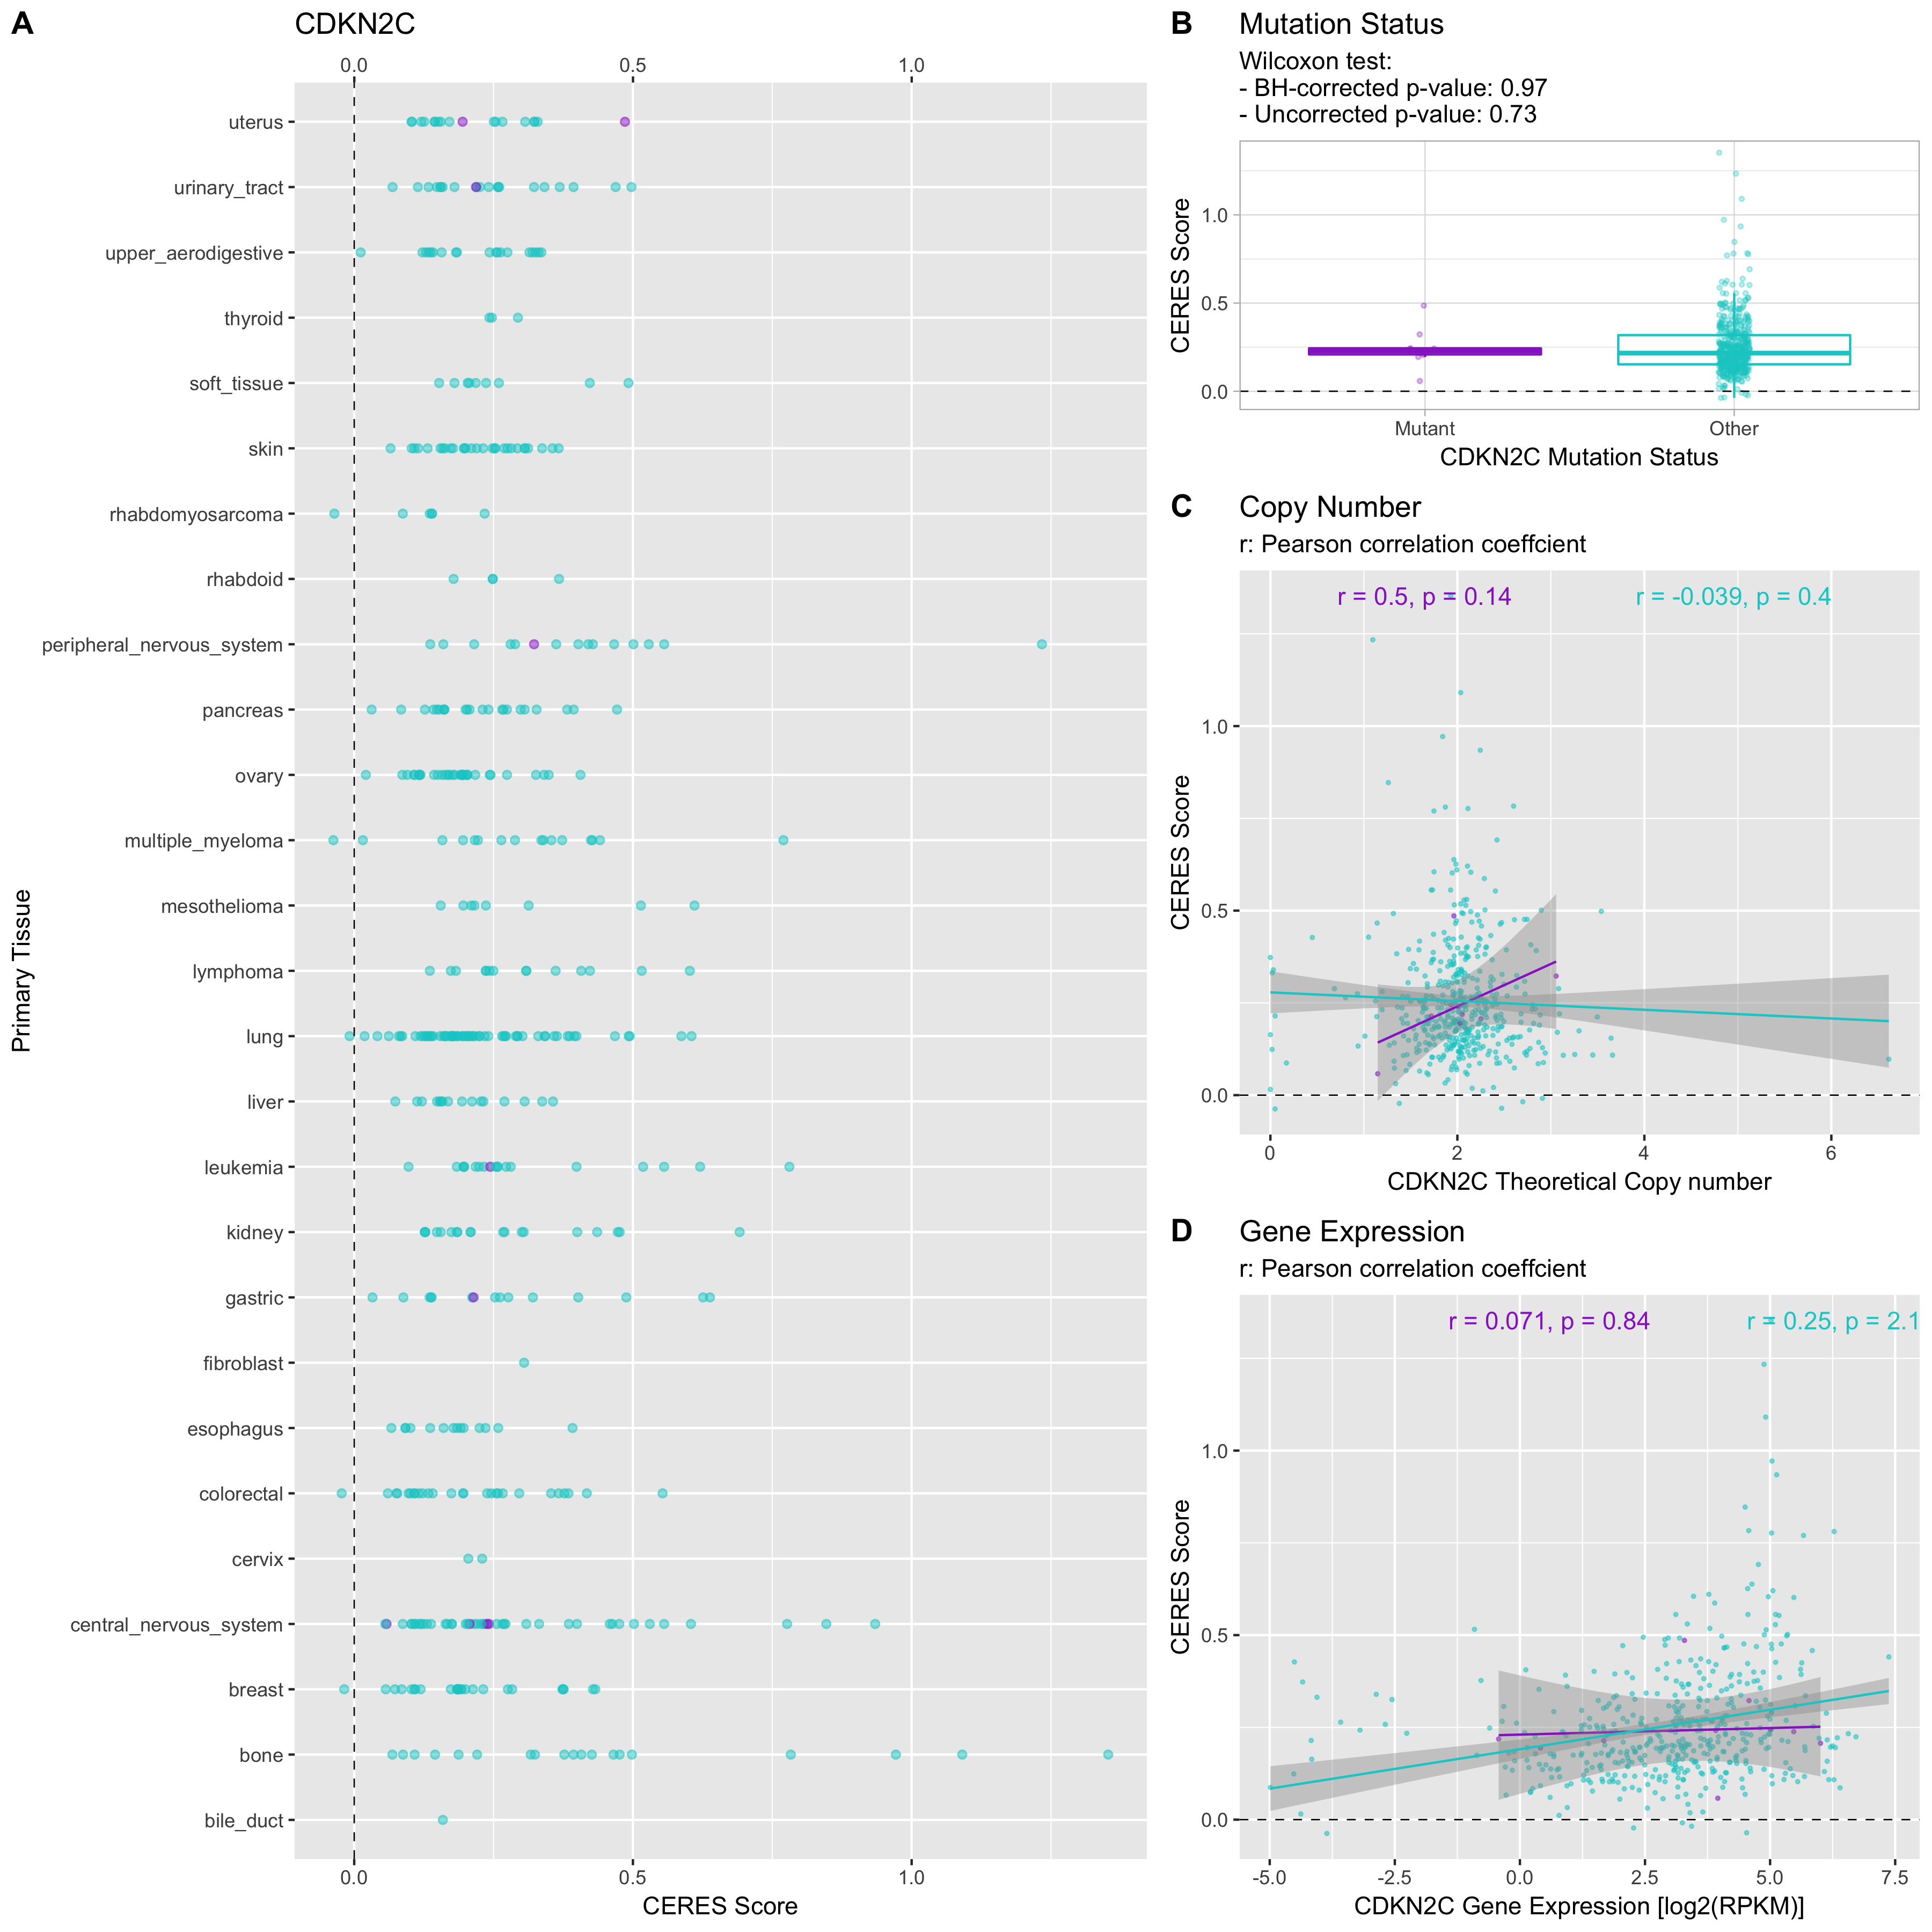 A
CDKN2C
0.0 0.5 1.0
uterus
urinary_tract
upper_aerodigestive
thyroid
soft_tissue
skin
rhabdomyosarcoma
rhabdoid
peripheral_nervous_system
pancreas
ovary
multiple_myeloma
mesothelioma
lymphoma
lung
liver
leukemia
kidney
gastric
fibroblast
esophagus
colorectal
cervix
central_nervous_system
breast
bone
bile_duct
0.0 0.5 1.0
CERES Score
Primary Tissue
B
Mutation Status
Wilcoxon test:
- BH-corrected p-value: 0.97
- Uncorrected p-value: 0.73
1.0
0.5
0.0
CERES Score
Mutant Other
CDKN2C Mutation Status
C
Copy Number
r: Pearson correlation coeffcient
r = 0.5, p = 0.14 r = -0.039, p = 0.4
1.0
0.5
0.0
CERES Score
0 2 4 6
CDKN2C Theoretical Copy number
D
Gene Expression
r: Pearson correlation coeffcient
r = 0.071, p = 0.84 r = 0.25, p = 2.1
1.0
0.5
0.0
CERES Score
-5.0 -2.5 0.0 2.5 5.0 7.5
CDKN2C Gene Expression [log2(RPKM)]